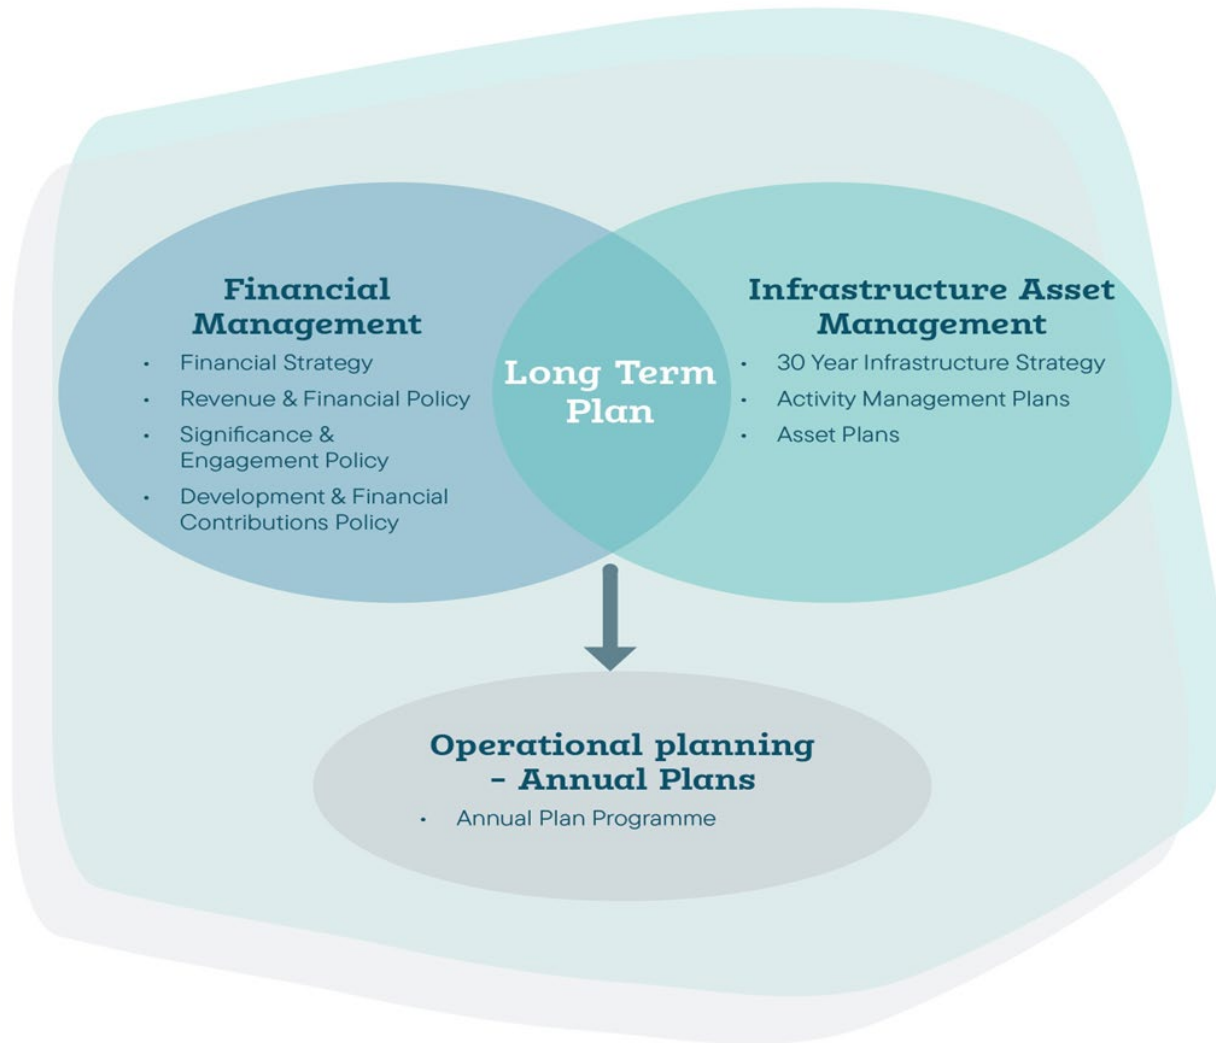 Financial
Management
• Financial Strategy
• Revenue & Financial Policy
• Significance &
Engagement Policy
• Development & Financial
Contributions Policy
Long Term
Plan
Infrastructure Asset
Management
• 30 Year Infrastructure Strategy
• Activity Management Plans
• Asset Plans
Operational planning
– Annual Plans
• Annual Plan Programme